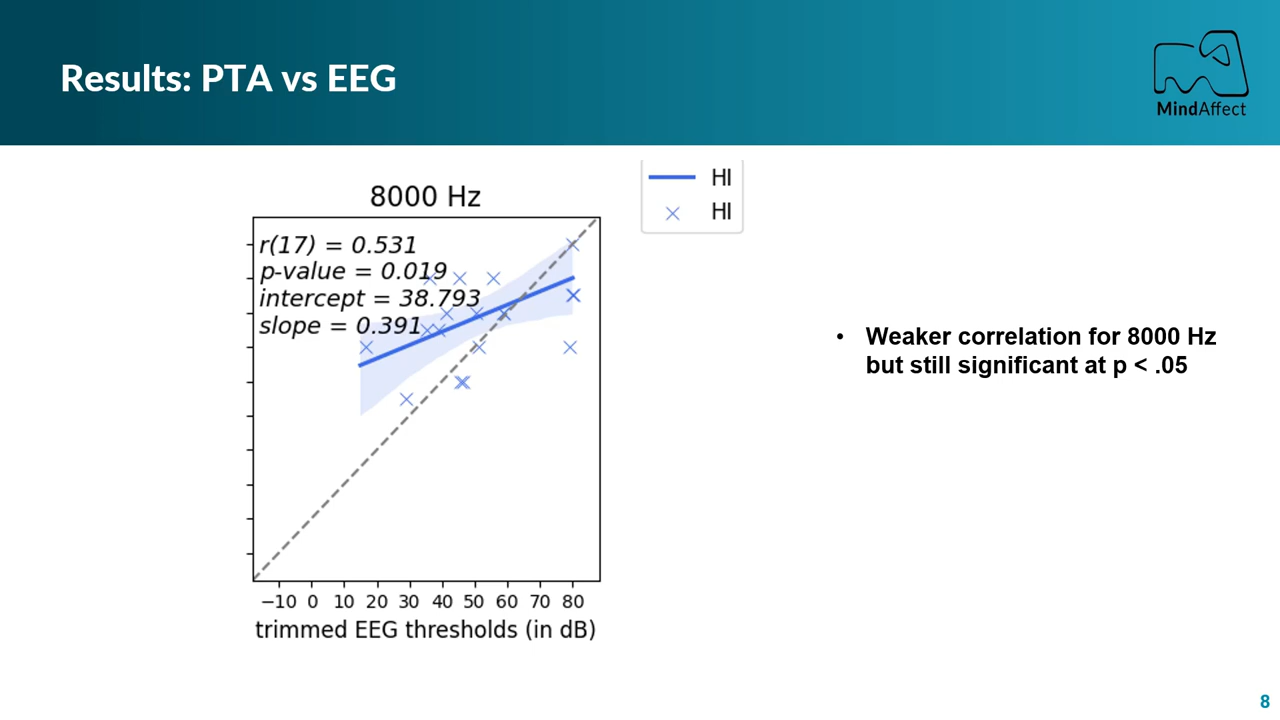 Results: PTA vs EEG
MindAffect
8000 Hz
HI
HI
r(17) = 0.531
p-value = 0.019
intercept = 38.793
slope = 0.391
• Weaker correlation for 8000 Hz
but still significant at p < .05
−10 0 10 20 30 40 50 60 70 80
trimmed EEG thresholds (in dB)
8